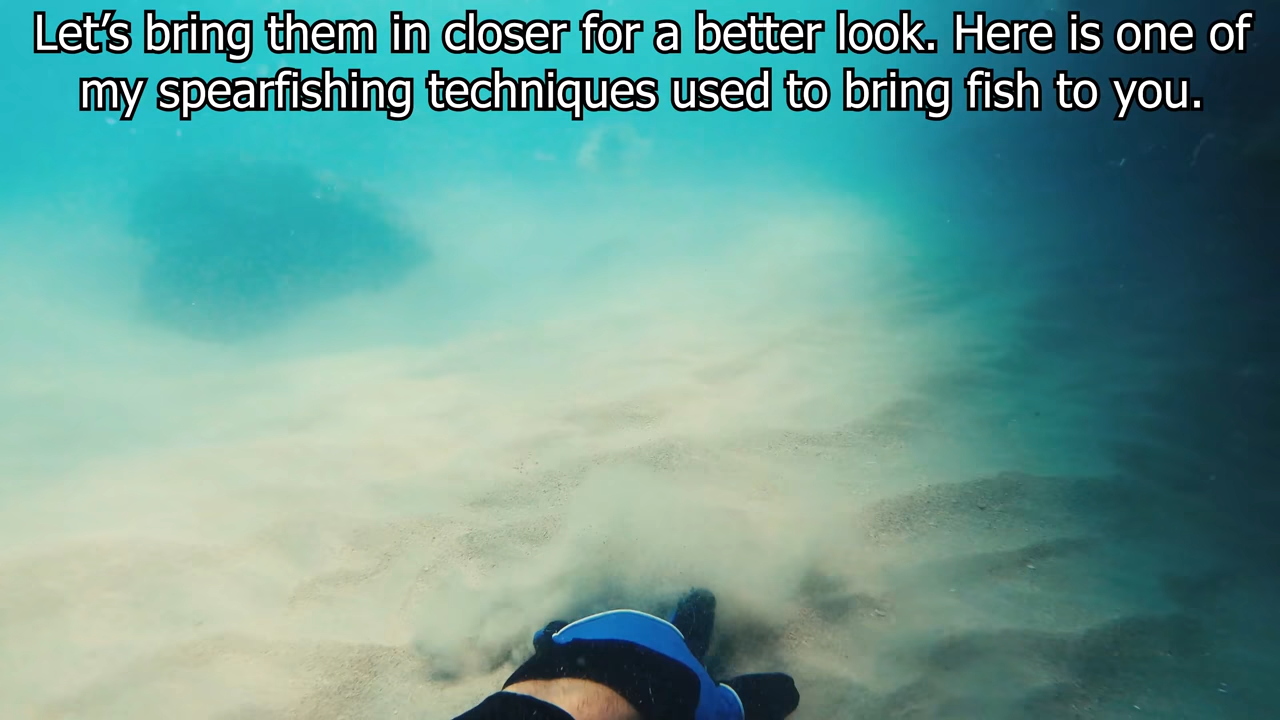 Let’s bring them in closer for a better look. Here is one of
my spearfishing techniques used to bring fish to you.